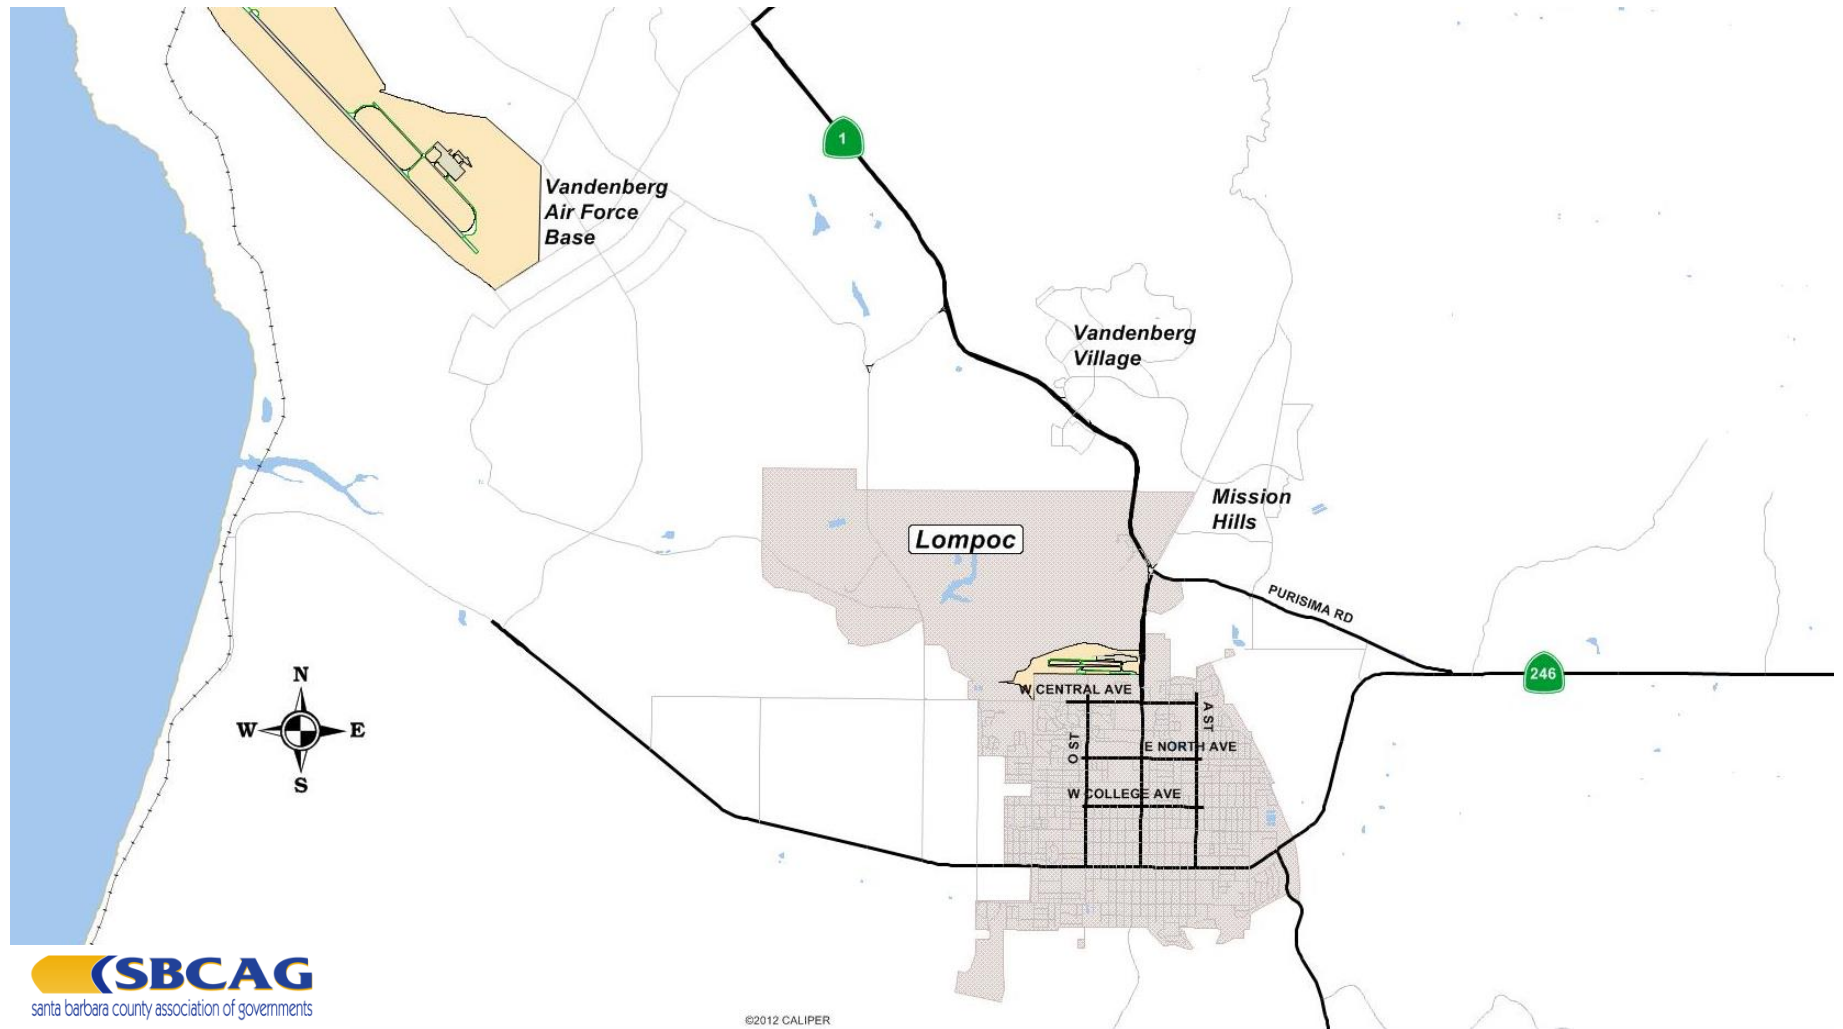 1
Vandenberg
Air Force
Base
Vandenberg
Village
Mission
Hills
Lompoc
PURISIMA RD
246
N
W E
S
W CENTRAL AVE
A ST
O ST
E NORTH AVE
W COLLEGE AVE
SBCAG
santa barbara county association of governments
©2012 CALIPER